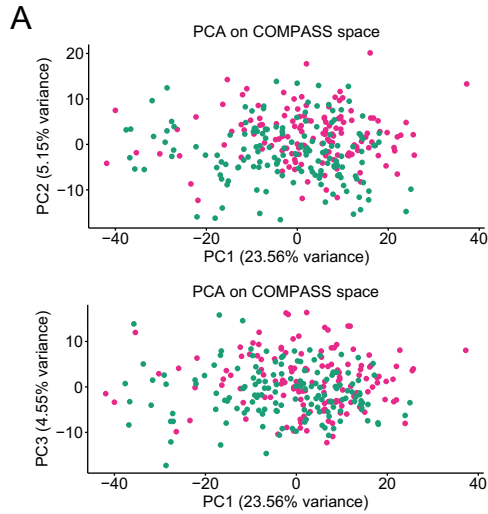 A
PCA on COMPASS space
20
10
0
−10
PC2 (5.15% variance)
−40
−20
0
20
40
PC1 (23.56% variance)
PCA on COMPASS space
10
0
−10
PC3 (4.55% variance)
−40
−20
0
20
40
PC1 (23.56% variance)